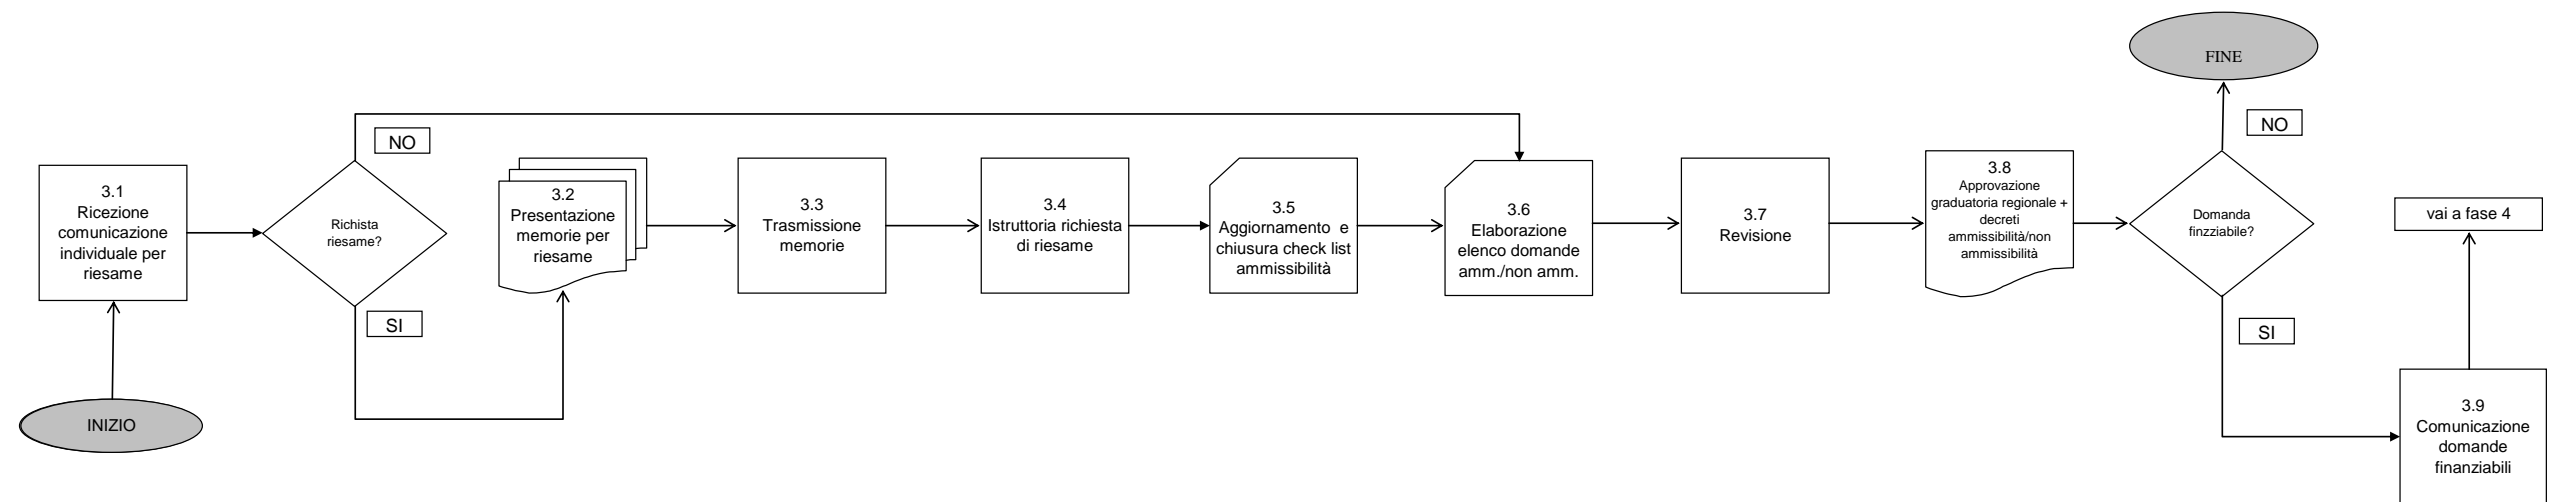 INIZIO
3.1
Ricezione
comunicazione
individuale per
riesame
Richista
riesame?
NO
SI
3.2
Presentazione
memorie per
riesame
3.3
Trasmissione
memorie
3.4
Istruttoria richiesta
di riesame
3.5
Aggiornamento e
chiusura check list
ammissibilità
3.6
Elaborazione
elenco domande
amm./non amm.
3.7
Revisione
3.8
Approvazione
graduatoria regionale +
decreti
ammissibilità/non
ammissibilità
Domanda
finzziabile?
NO
FINE
SI
3.9
Comunicazione
domande
finanziabili
vai a fase 4